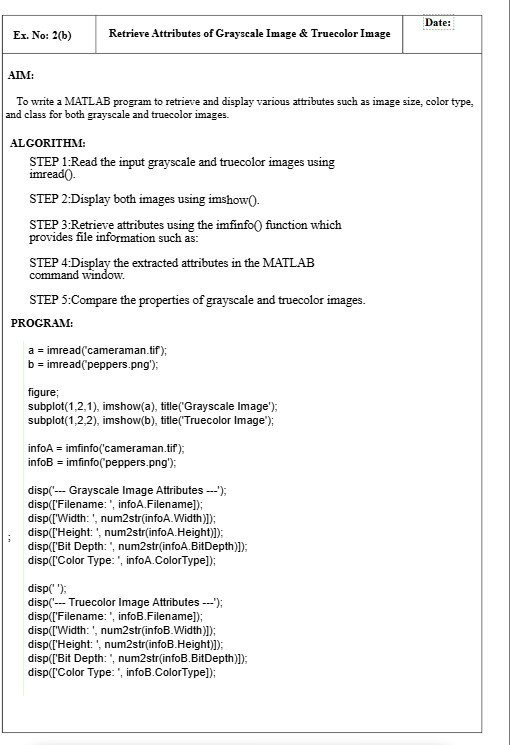 Ex. No: 2(b)
Retrieve Attributes of Grayscale Image & Truecolor Image
Date:
AIM:
To write a MATLAB program to retrieve and display various attributes such as image size, color type,
and class for both grayscale and truecolor images.
ALGORITHM:
STEP 1:Read the input grayscale and truecolor images using
imread().
STEP 2:Display both images using imshow().
STEP 3:Retrieve attributes using the imfinfo() function which
provides file information such as:
STEP 4:Display the extracted attributes in the MATLAB
command window.
STEP 5:Compare the properties of grayscale and truecolor images.
PROGRAM:
a = imread('cameraman.tif');
b = imread('peppers.png');
figure;
subplot(1,2,1), imshow(a), title('Grayscale Image');
subplot(1,2,2), imshow(b), title('Truecolor Image');
infoA = imfinfo('cameraman.tif');
infoB = imfinfo('peppers.png');
disp('--- Grayscale Image Attributes ---');
disp(['Filename: ', infoA.Filename]);
disp(['Width: ', num2str(infoA.Width)]);
; disp(['Height: ', num2str(infoA.Height)]);
disp(['Bit Depth: ', num2str(infoA.BitDepth)]);
disp(['Color Type: ', infoA.ColorType]);
disp(' ');
disp('--- Truecolor Image Attributes ---');
disp(['Filename: ', infoB.Filename]);
disp(['Width: ', num2str(infoB.Width)]);
disp(['Height: ', num2str(infoB.Height)]);
disp(['Bit Depth: ', num2str(infoB.BitDepth)]);
disp(['Color Type: ', infoB.ColorType]);